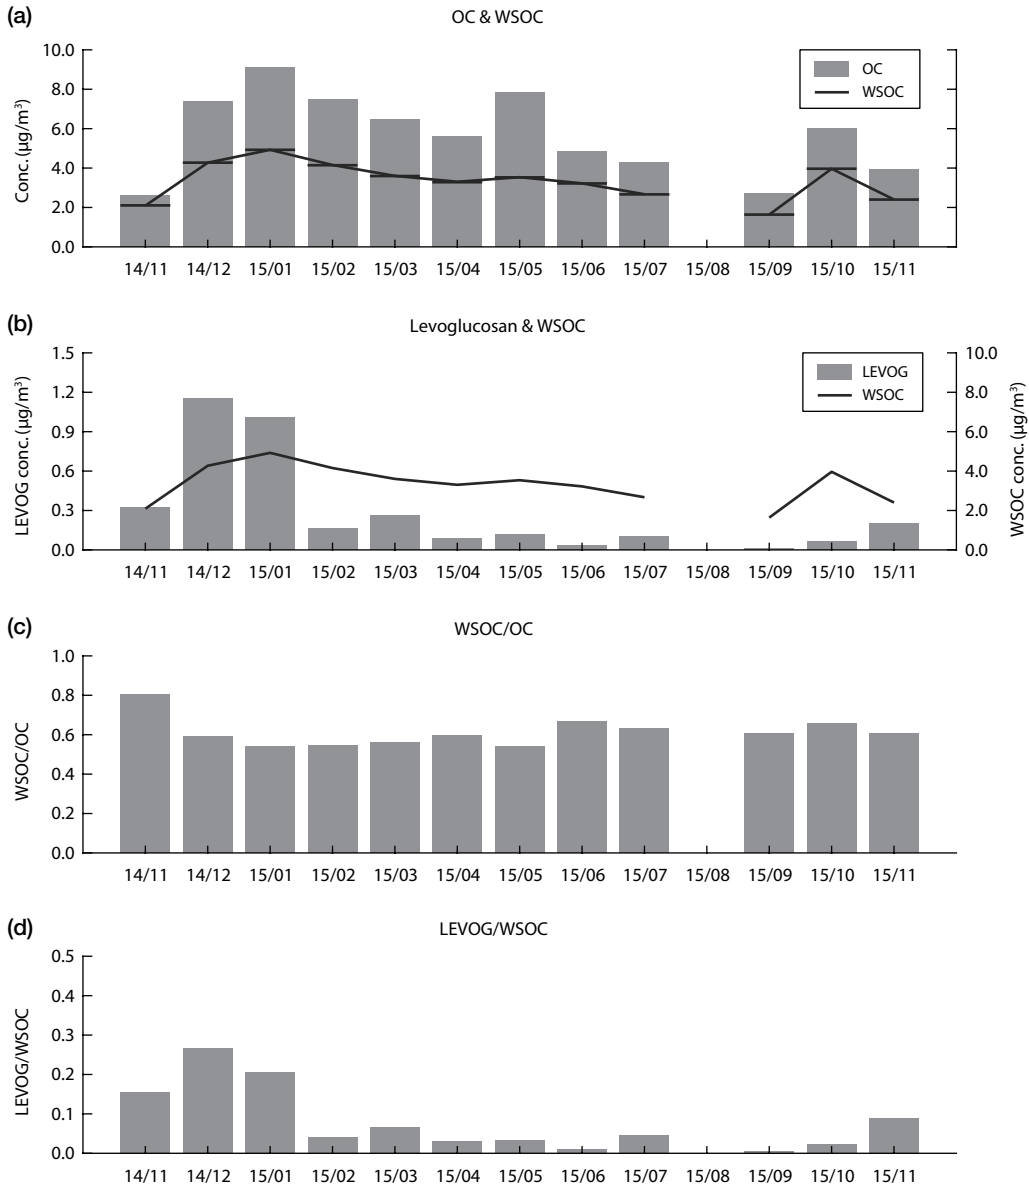 (a)
OC & WSOC
Conc. (μg/m³)
10.0
8.0
6.0
4.0
2.0
0.0
OC
WSOC
14/11 14/12 15/01 15/02 15/03 15/04 15/05 15/06 15/07 15/08 15/09 15/10 15/11
(b)
Levoglucosan & WSOC
LEVOG conc. (μg/m³)
1.5
1.2
0.9
0.6
0.3
0.0
LEVOG
WSOC
10.0
8.0
6.0
4.0
2.0
0.0
WSOC conc. (μg/m³)
14/11 14/12 15/01 15/02 15/03 15/04 15/05 15/06 15/07 15/08 15/09 15/10 15/11
(c)
WSOC/OC
WSOC/OC
1.0
0.8
0.6
0.4
0.2
0.0
14/11 14/12 15/01 15/02 15/03 15/04 15/05 15/06 15/07 15/08 15/09 15/10 15/11
(d)
LEVOG/WSOC
LEVOG/WSOC
0.5
0.4
0.3
0.2
0.1
0.0
14/11 14/12 15/01 15/02 15/03 15/04 15/05 15/06 15/07 15/08 15/09 15/10 15/11